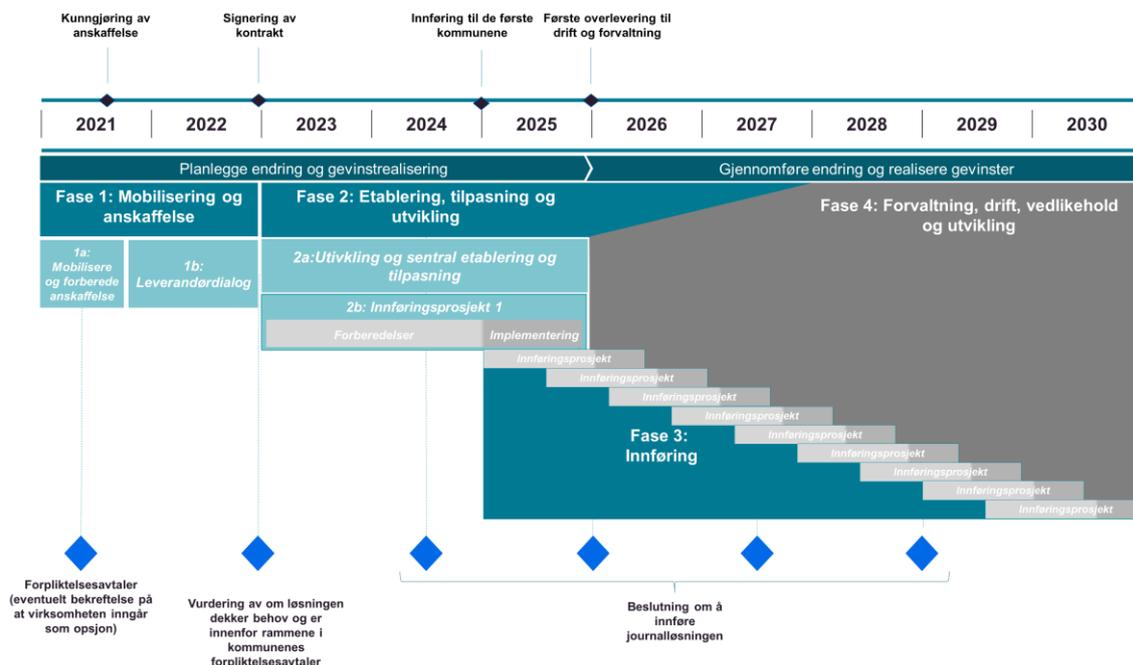 Kunngjøring av
anskaffelse
Signering av
kontrakt
Innføring til de første
kommunene
Første overlevering til
drift og forvaltning
2021
2022
2023
2024
2025
2026
2027
2028
2029
2030
Planlegge endring og gevinstrealisering
Gjennomføre endring og realisere gevinster
Fase 1: Mobilisering og
anskaffelse
Fase 2: Etablering, tilpasning og
utvikling
Fase 4: Forvaltning, drift, vedlikehold
og utvikling
1a:
Mobilisere
og forberede
anskaffelse
1b:
Leverandørdialog
2a:Utivkling og sentral etablering og
tilpasning
2b: Innføringsprosjekt 1
Forberedelser
Implementering
Innføringsprosjekt
Innføringsprosjekt
Innføringsprosjekt
Innføringsprosjekt
Innføringsprosjekt
Innføringsprosjekt
Innføringsprosjekt
Innføringsprosjekt
Innføringsprosjekt
Fase 3:
Innføring
Forpliktelsesavtaler
(eventuelt bekreftelse på
at virksomheten inngår
som opsjon)
Vurdering av om løsningen
dekker behov og er
innenfor rammene i
kommunenes
forpliktelsesavtaler
Beslutning om å
innføre
journalløsningen